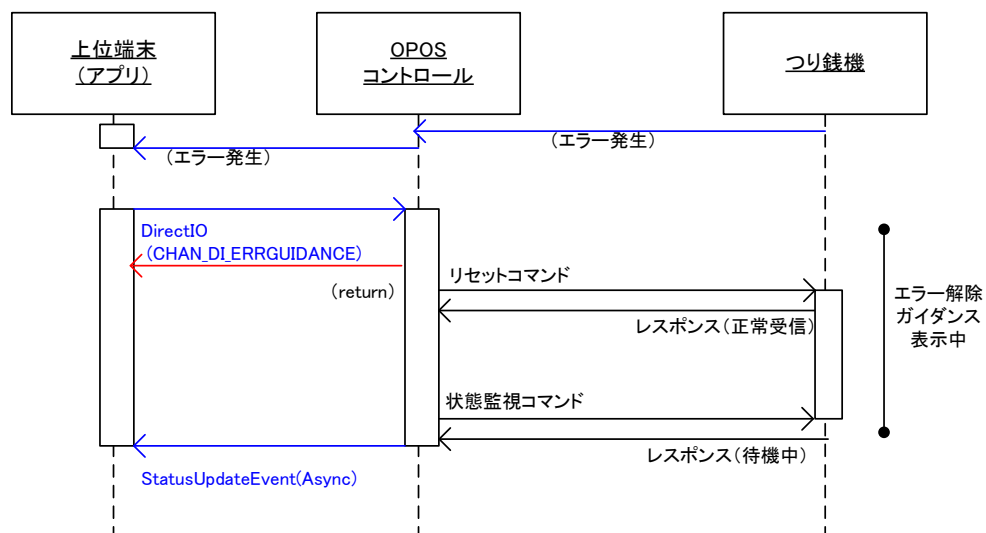 上位端末
(アプリ)
OPOS
コントロール
つり銭機
(エラー発生)
(エラー発生)
DirectIO
(CHAN_DI_ERRGUIDANCE)
(return)
リセットコマンド
レスポンス(正常受信)
エラー解除
ガイダンス
表示中
状態監視コマンド
レスポンス(待機中)
StatusUpdateEvent(Async)